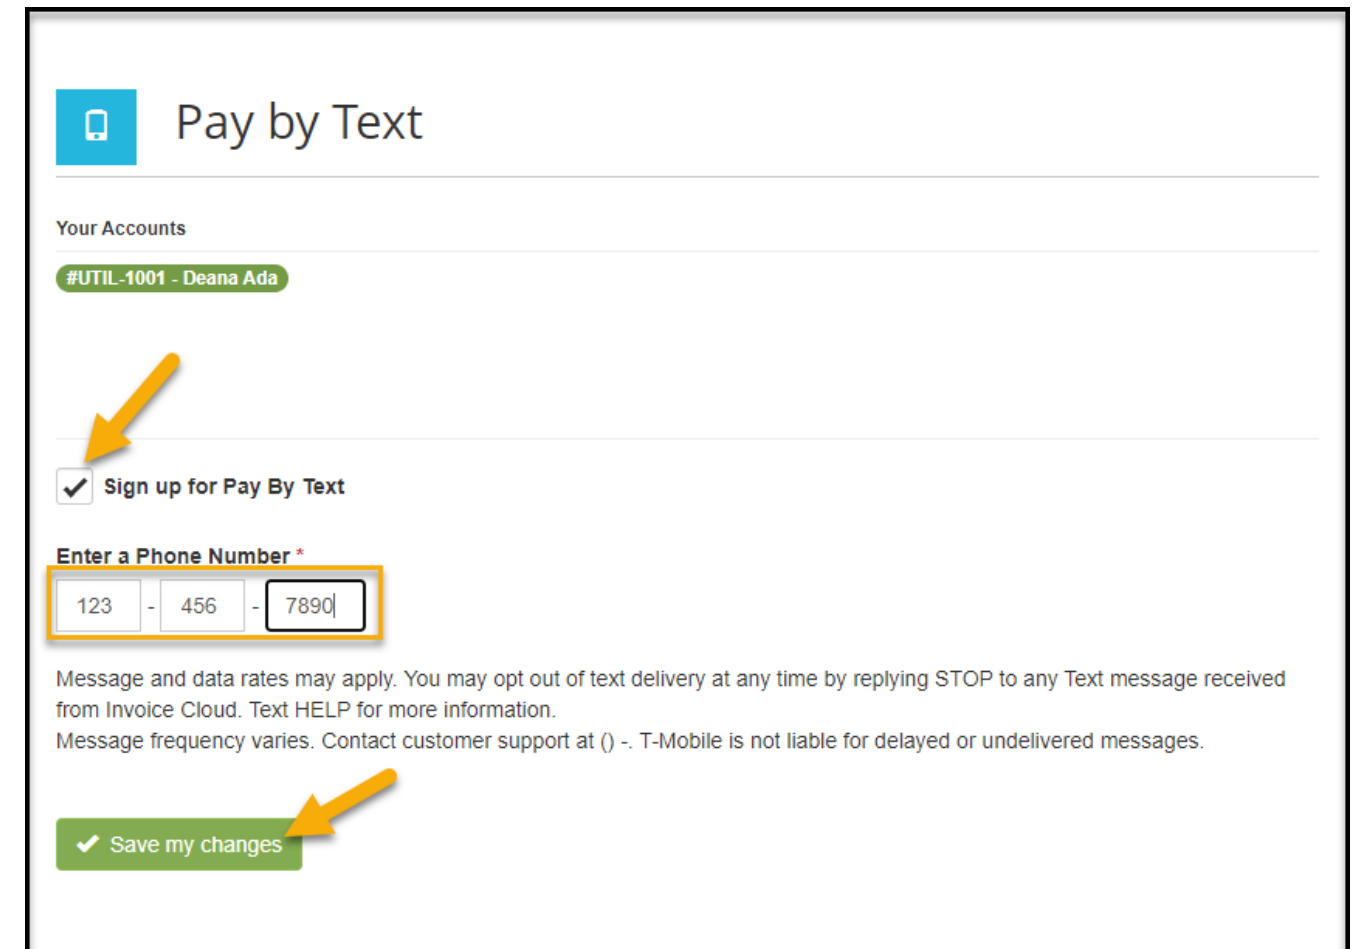 Pay by Text
Your Accounts
#UTIL-1001 - Deana Ada
Sign up for Pay By Text
Enter a Phone Number *
123 - 456 - 7890
Message and data rates may apply. You may opt out of text delivery at any time by replying STOP to any Text message received
from Invoice Cloud. Text HELP for more information.
Message frequency varies. Contact customer support at () -. T-Mobile is not liable for delayed or undelivered messages.
Save my changes